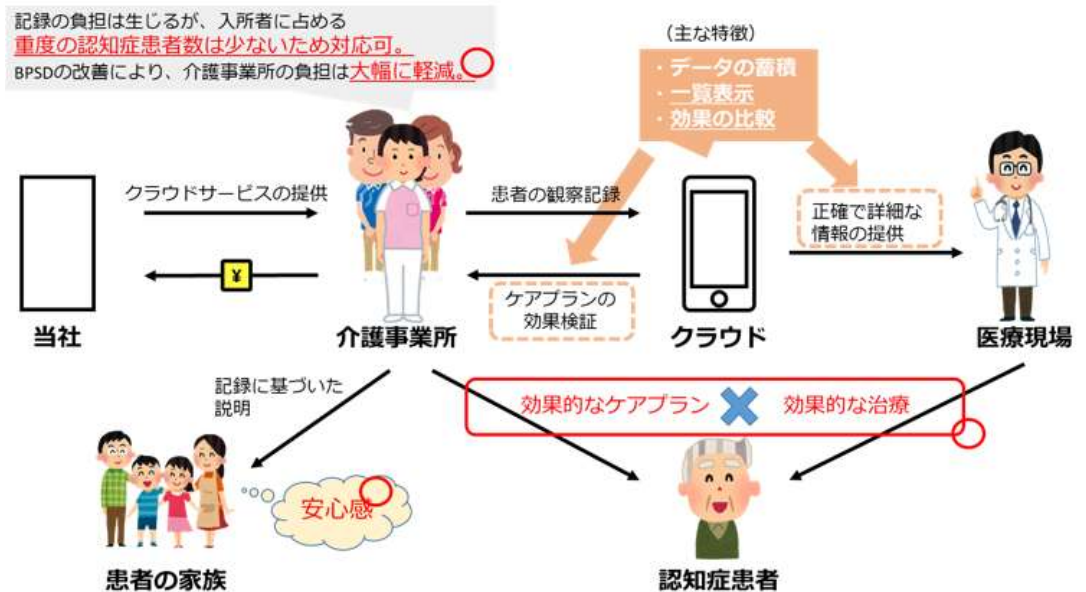 記録の負担は生じるが、入所者に占める
重度の認知症患者数は少ないため対応可。
BPSDの改善により、介護事業所の負担は大幅に軽減。
(主な特徴)
・データの蓄積
・一覧表示
・効果の比較
クラウドサービスの提供
患者の観察記録
正確で詳細な
情報の提供
¥
ケアプランの
効果検証
当社
介護事業所
クラウド
医療現場
記録に基づいた
説明
効果的なケアプラン
効果的な治療
安心感
患者の家族
認知症患者